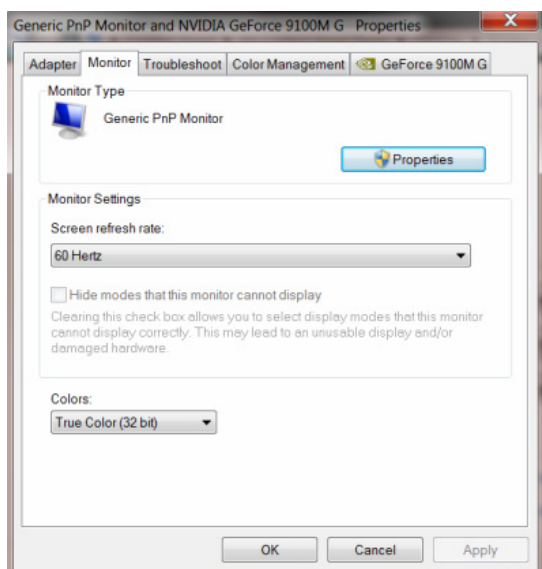 Generic PnP Monitor and NVIDIA GeForce 9100M G Properties
Adapter Monitor Troubleshoot Color Management GeForce 9100M G
Monitor Type
Generic PnP Monitor
Properties
Monitor Settings
Screen refresh rate:
60 Hertz
Hide modes that this monitor cannot display
Clearing this check box allows you to select display modes that this monitor
cannot display correctly. This may lead to an unusable display and/or
damaged hardware.
Colors:
True Color (32 bit)
OK Cancel Apply